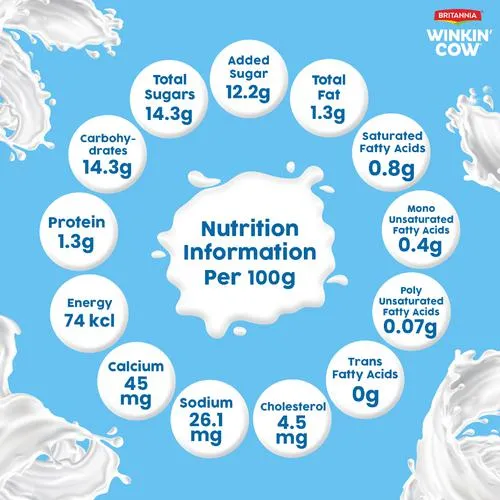 BRITANNIA
WINKIN'
COW
Added
Sugar
12.2g
Total
Fat
1.3g
Saturated
Fatty Acids
0.8g
Mono
Unsaturated
Fatty Acids
0.4g
Poly
Unsaturated
Fatty Acids
0.07g
Trans
Fatty Acids
0g
Cholesterol
4.5
mg
Sodium
26.1
mg
Calcium
45
mg
Energy
74 kcl
Protein
1.3g
Carbohy-
drates
14.3g
Total
Sugars
14.3g
Nutrition
Information
Per 100g